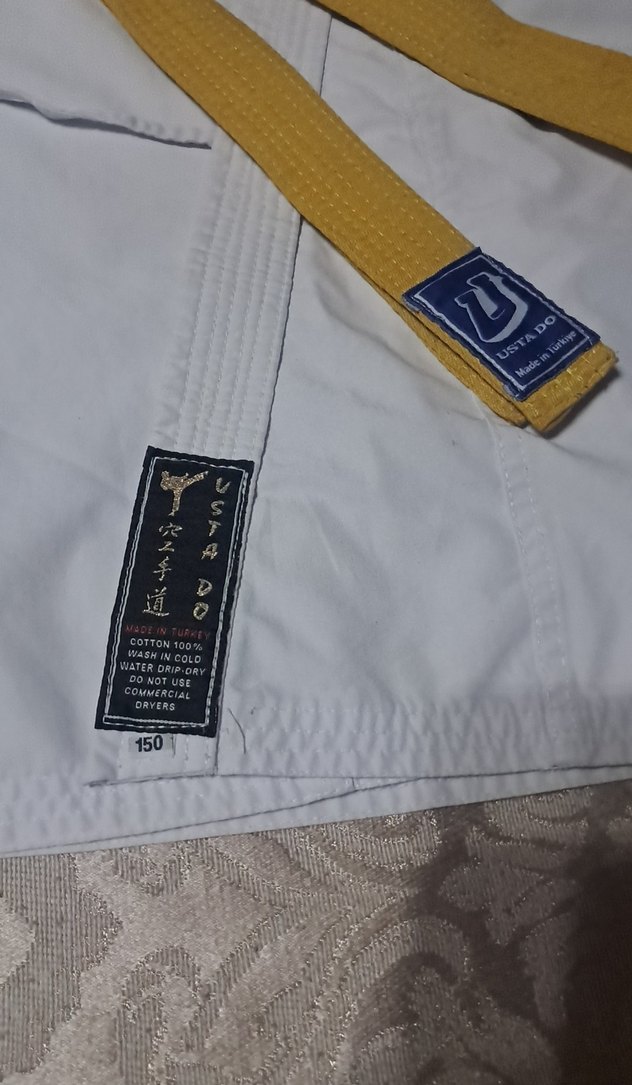 U
USTA DO
Made in Türkiye
USTA DO
空手道
MADE IN TURKEY
COTTON 100%
WASH IN COLD
WATER DRIP-DRY
DO NOT USE
COMMERCIAL
DRYERS
150